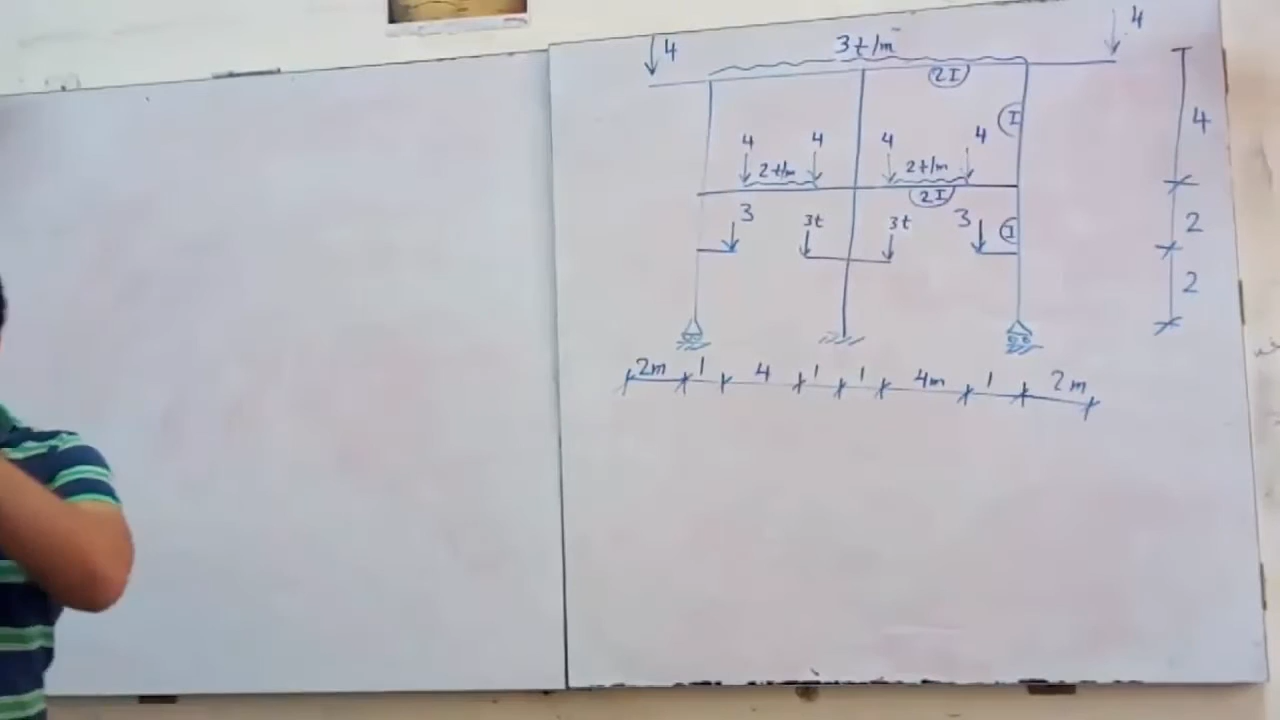 4 3t/m 4
2I
I
4
4 4 4 4
2t/m 2t/m
2I
3 3t 3t 3
I
2
2
2m 1 4 1 1 4m 1 2m